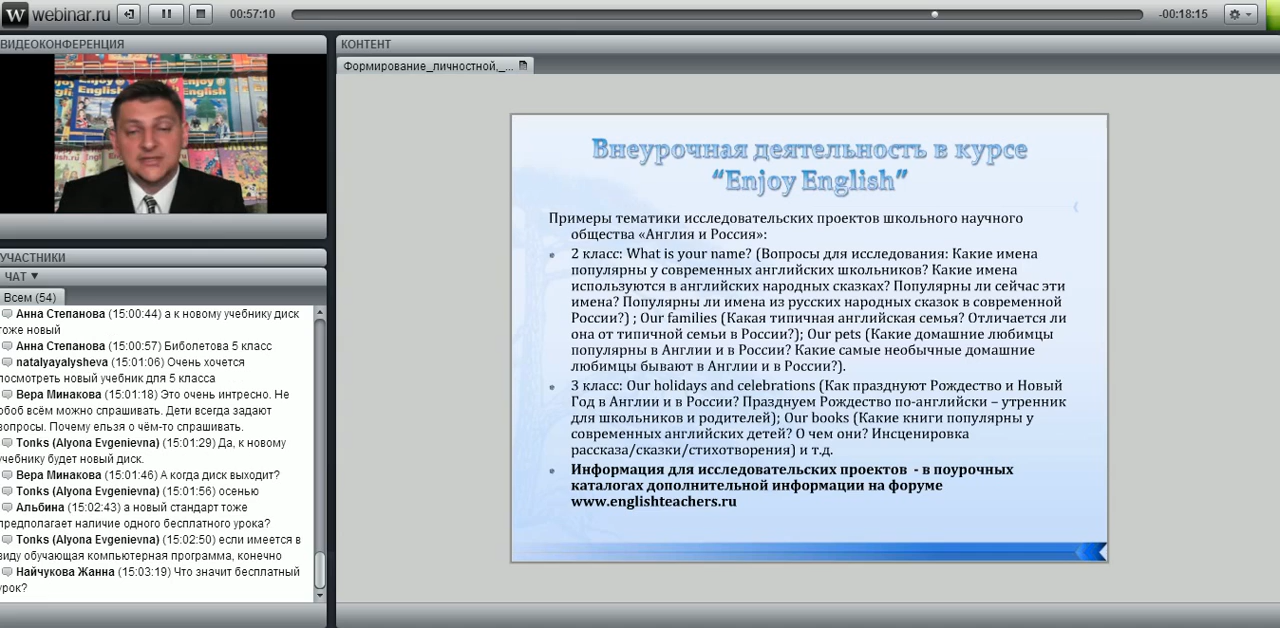 W webinar.ru
00:57:10
-00:18:15
ВИДЕОКОНФЕРЕНЦИЯ
Enjoy English
Enjoy English
УЧАСТНИКИ
ЧАТ
Всем (54)
Анна Степанова (15:00:44) а к новому учебнику диск
тоже новый
Анна Степанова (15:00:57) Биболетова 5 класс
natalyayalysheva (15:01:06) Очень хочется
посмотреть новый учебник для 5 класса
Вера Минакова (15:01:18) Это очень интресно. Не
обоб всём можно спрашивать. Дети всегда задают
вопросы. Почему ельзя о чём-то спрашивать.
Tonks (Alyona Evgenievna) (15:01:29) Да, к новому
учебнику будет новый диск.
Вера Минакова (15:01:46) А когда диск выходит?
Tonks (Alyona Evgenievna) (15:01:56) осенью
Альбина (15:02:43) а новый стандарт тоже
предполагает наличие одного бесплатного урока?
Tonks (Alyona Evgenievna) (15:02:50) если имеется в
виду обучающая компьютерная программа, конечно
Найчукова Жанна (15:03:19) Что значит бесплатный
урок?
КОНТЕНТ
Формирование_личностной,_...
Внеурочная деятельность в курсе
“Enjoy English”
Примеры тематики исследовательских проектов школьного научного
общества «Англия и Россия»:
2 класс: What is your name? (Вопросы для исследования: Какие имена
популярны у современных английских школьников? Какие имена
используются в английских народных сказках? Популярны ли сейчас эти
имена? Популярны ли имена из русских народных сказок в современной
России?) ; Our families (Какая типичная английская семья? Отличается ли
она от типичной семьи в России?); Our pets (Какие домашние любимцы
популярны в Англии и в России? Какие самые необычные домашние
любимцы бывают в Англии и в России?).
3 класс: Our holidays and celebrations (Как празднуют Рождество и Новый
Год в Англии и в России? Празднуем Рождество по-английски – утренник
для школьников и родителей); Our books (Какие книги популярны у
современных английских детей? О чем они? Инсценировка
рассказа/сказки/стихотворения) и т.д.
Информация для исследовательских проектов - в поурочных
каталогах дополнительной информации на форуме
www.englishteachers.ru